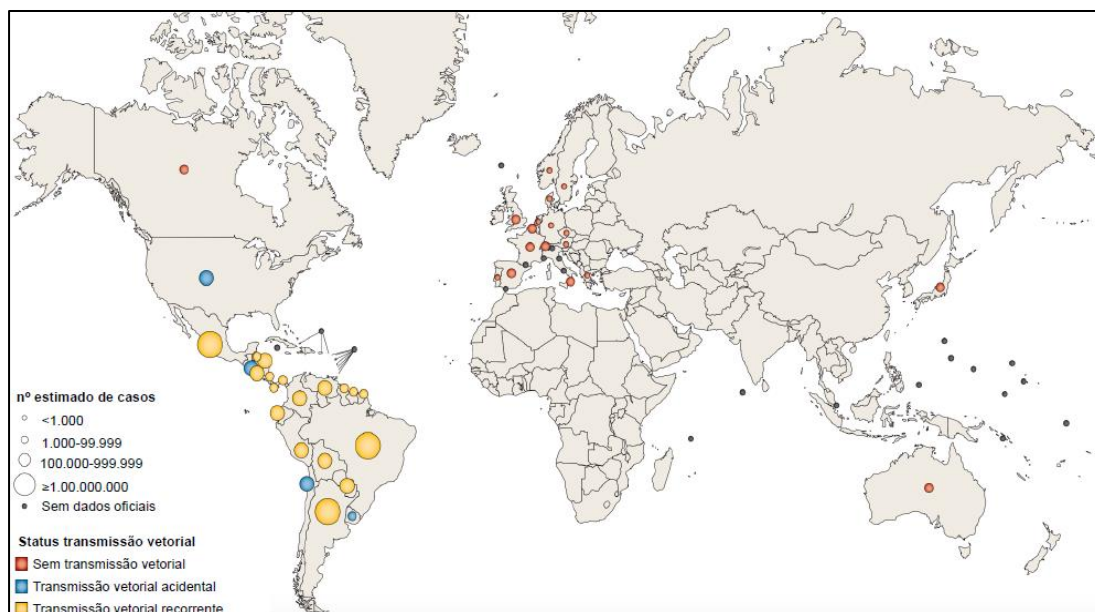 nº estimado de casos
<1.000
1.000-99.999
100.000-999.999
≥1.00.000.000
Sem dados oficiais
Status transmissão vetorial
Sem transmissão vetorial
Transmissão vetorial acidental
Transmissão vetorial recorrente